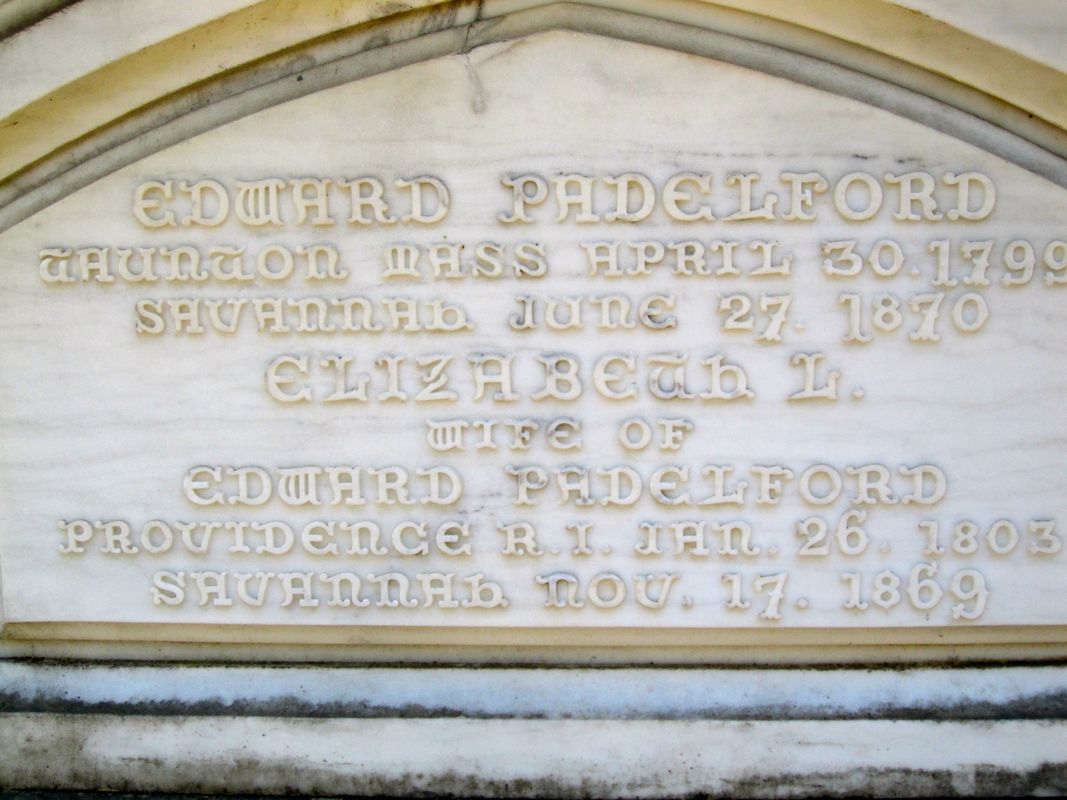 EDWARD PADELFORD
TAUNTON MASS APRIL 30. 1799
SAVANNAH JUNE 27. 1870
ELIZABETH L.
WIFE OF
EDWARD PADELFORD
PROVIDENCE R.I. JAN. 26. 1803
SAVANNAH NOV. 17. 1869